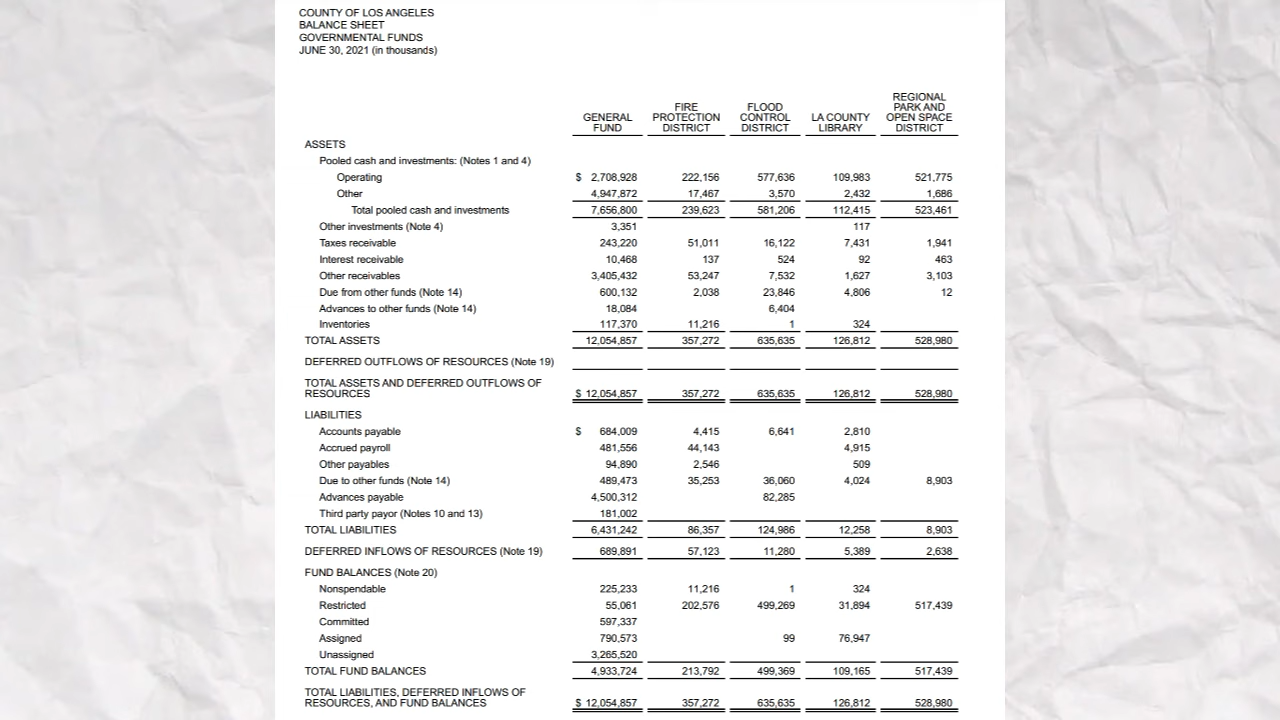 COUNTY OF LOS ANGELES
BALANCE SHEET
GOVERNMENTAL FUNDS
JUNE 30, 2021 (in thousands)
GENERAL FUND FIRE PROTECTION DISTRICT FLOOD CONTROL DISTRICT LA COUNTY LIBRARY REGIONAL PARK AND OPEN SPACE DISTRICT
ASSETS
Pooled cash and investments: (Notes 1 and 4)
Operating $ 2,708,928 222,156 577,636 109,983 521,775
Other 4,947,872 17,467 3,570 2,432 1,686
Total pooled cash and investments 7,656,800 239,623 581,206 112,415 523,461
Other investments (Note 4) 3,351 117
Taxes receivable 243,220 51,011 16,122 7,431 1,941
Interest receivable 10,468 137 524 92 463
Other receivables 3,405,432 53,247 7,532 1,627 3,103
Due from other funds (Note 14) 600,132 2,038 23,846 4,806 12
Advances to other funds (Note 14) 18,084 6,404
Inventories 117,370 11,216 1 324
TOTAL ASSETS 12,054,857 357,272 635,635 126,812 528,980
DEFERRED OUTFLOWS OF RESOURCES (Note 19)
TOTAL ASSETS AND DEFERRED OUTFLOWS OF
RESOURCES $ 12,054,857 357,272 635,635 126,812 528,980
LIABILITIES
Accounts payable $ 684,009 4,415 6,641 2,810
Accrued payroll 481,556 44,143 4,915
Other payables 94,890 2,546 509
Due to other funds (Note 14) 489,473 35,253 36,060 4,024 8,903
Advances payable 4,500,312 82,285
Third party payor (Notes 10 and 13) 181,002
TOTAL LIABILITIES 6,431,242 86,357 124,986 12,258 8,903
DEFERRED INFLOWS OF RESOURCES (Note 19) 689,891 57,123 11,280 5,389 2,638
FUND BALANCES (Note 20)
Nonspendable 225,233 11,216 1 324
Restricted 55,061 202,576 499,269 31,894 517,439
Committed 597,337
Assigned 790,573 99 76,947
Unassigned 3,265,520
TOTAL FUND BALANCES 4,933,724 213,792 499,369 109,165 517,439
TOTAL LIABILITIES, DEFERRED INFLOWS OF
RESOURCES, AND FUND BALANCES $ 12,054,857 357,272 635,635 126,812 528,980